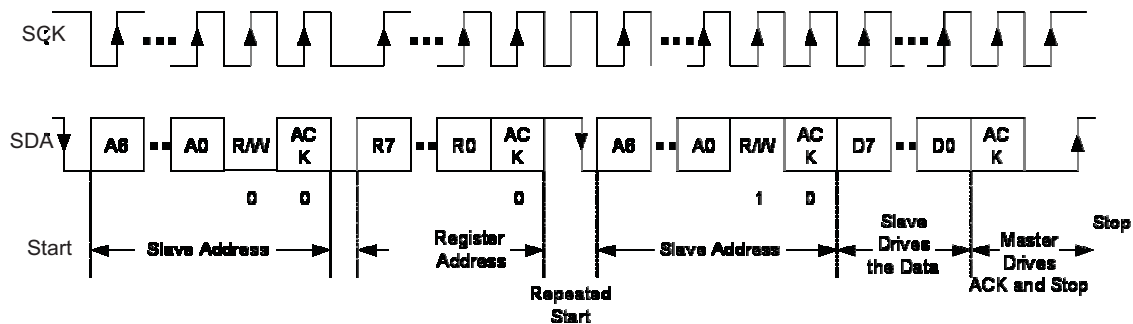 SCK
SDA A6 A0 R/W ACK R7 R0 ACK A6 A0 R/W ACK D7 D0 ACK
0 0 0 1 0
Start Slave Address
Register
Address
Repeated
Start
Slave Address
Slave
Drives
the Data
Master
Drives
ACK and Stop
Stop